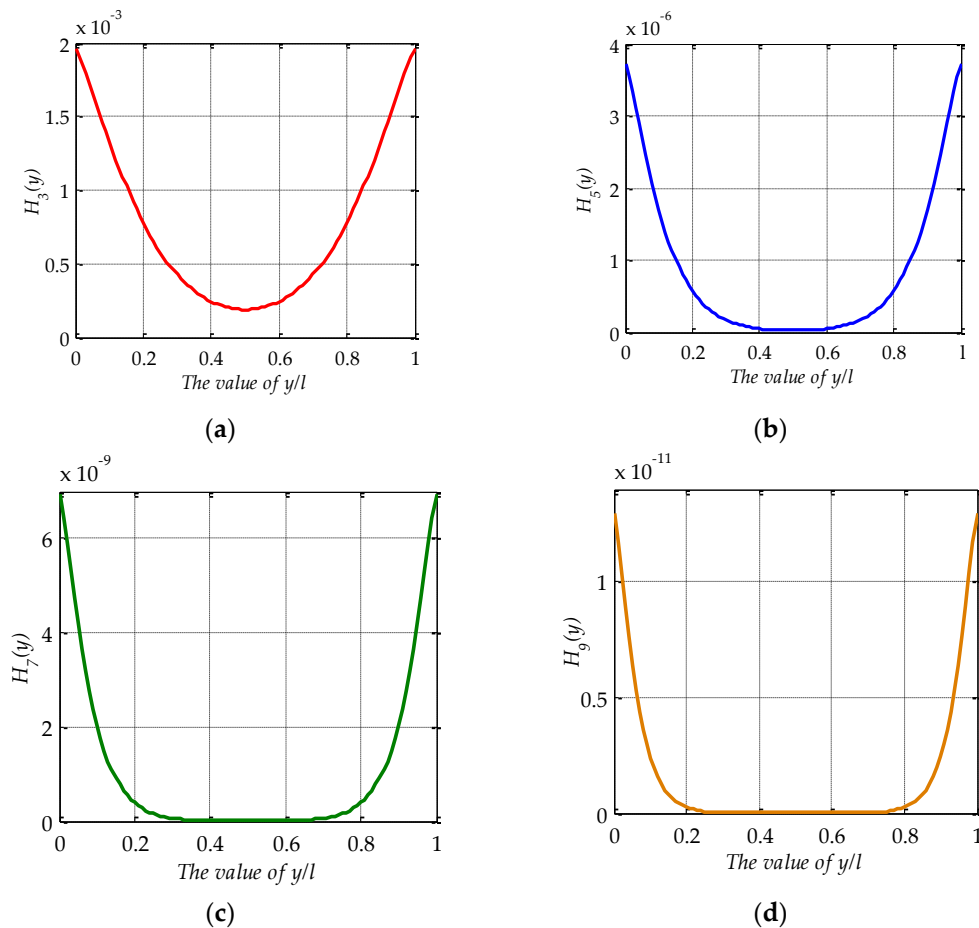 x 10^-3
2
1.5
1
0.5
0
H_3(y)
0 0.2 0.4 0.6 0.8 1
The value of y/l
(a)
x 10^-6
4
3
2
1
0
H_5(y)
0 0.2 0.4 0.6 0.8 1
The value of y/l
(b)
x 10^-9
6
4
2
0
H_7(y)
0 0.2 0.4 0.6 0.8 1
The value of y/l
(c)
x 10^-11
1
0.5
0
H_9(y)
0 0.2 0.4 0.6 0.8 1
The value of y/l
(d)